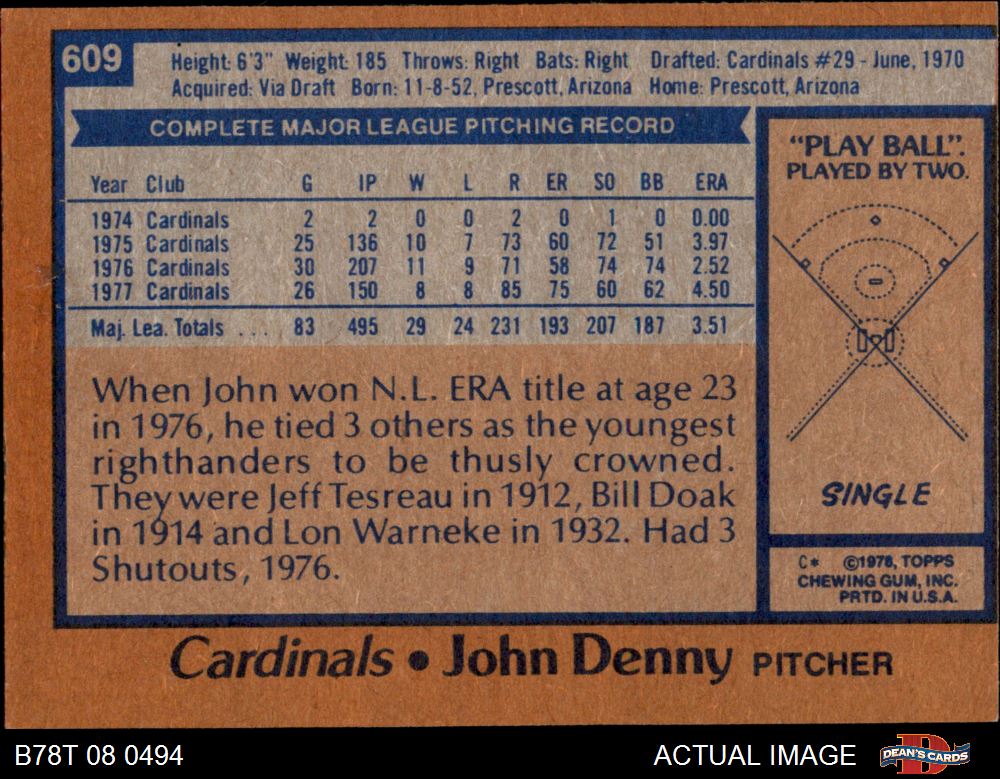 609
Height: 6'3" Weight: 185 Throws: Right Bats: Right Drafted: Cardinals #29 - June, 1970
Acquired: Via Draft Born: 11-8-52, Prescott, Arizona Home: Prescott, Arizona
COMPLETE MAJOR LEAGUE PITCHING RECORD
Year Club G IP W L R ER SO BB ERA
1974 Cardinals 2 2 0 0 2 0 1 0 0.00
1975 Cardinals 25 136 10 7 73 60 72 51 3.97
1976 Cardinals 30 207 11 9 71 58 74 74 2.52
1977 Cardinals 26 150 8 8 85 75 60 62 4.50
Maj. Lea. Totals ... 83 495 29 24 231 193 207 187 3.51
When John won N.L. ERA title at age 23
in 1976, he tied 3 others as the youngest
righthanders to be thusly crowned.
They were Jeff Tesreau in 1912, Bill Doak
in 1914 and Lon Warneke in 1932. Had 3
Shutouts, 1976.
"PLAY BALL".
PLAYED BY TWO.
SINGLE
C* ©1978, TOPPS
CHEWING GUM, INC.
PRTD. IN U.S.A.
Cardinals • John Denny PITCHER
B78T 08 0494
ACTUAL IMAGE
D
DEAN'S CARDS